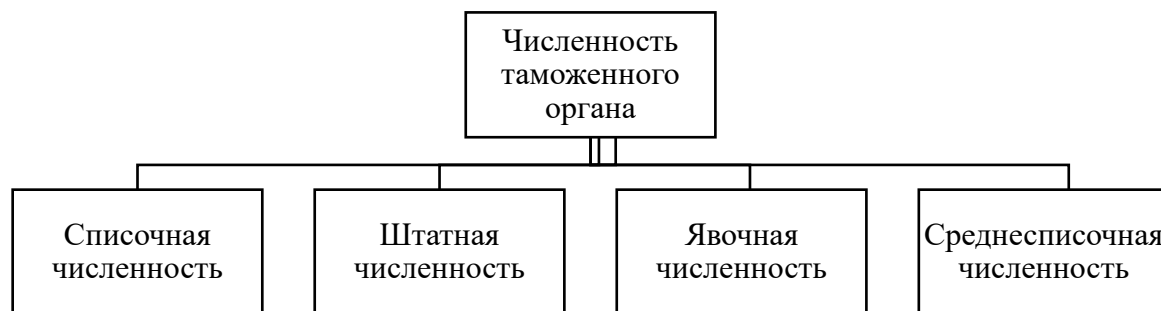 Численность
таможенного
органа
Списочная
численность
Штатная
численность
Явочная
численность
Среднесписочная
численность